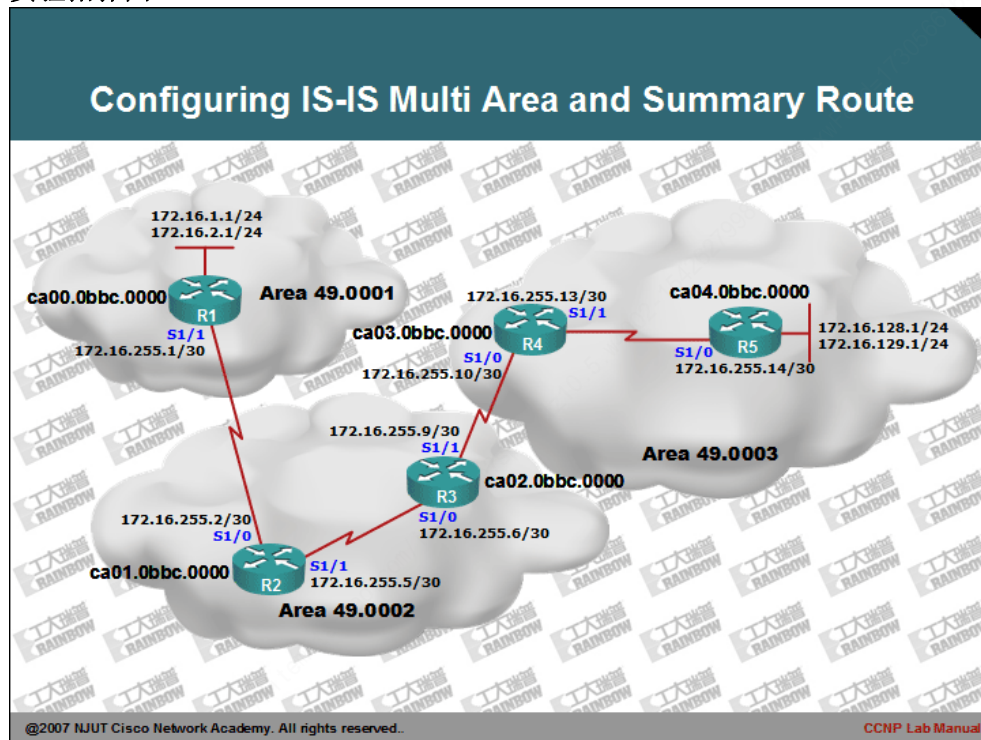 Configuring IS-IS Multi Area and Summary Route
172.16.1.1/24
172.16.2.1/24
ca00.0bbc.0000
R1
Area 49.0001
S1/1
172.16.255.1/30
172.16.255.13/30
S1/1
ca03.0bbc.0000
R4
S1/0
172.16.255.10/30
ca04.0bbc.0000
R5
S1/0
172.16.255.14/30
172.16.128.1/24
172.16.129.1/24
Area 49.0003
172.16.255.9/30
S1/1
ca02.0bbc.0000
R3
S1/0
172.16.255.6/30
172.16.255.2/30
S1/0
ca01.0bbc.0000
R2
S1/1
172.16.255.5/30
Area 49.0002
工大瑞普
RAINBOW
@2007 NJUT Cisco Network Academy. All rights reserved..
CCNP Lab Manual